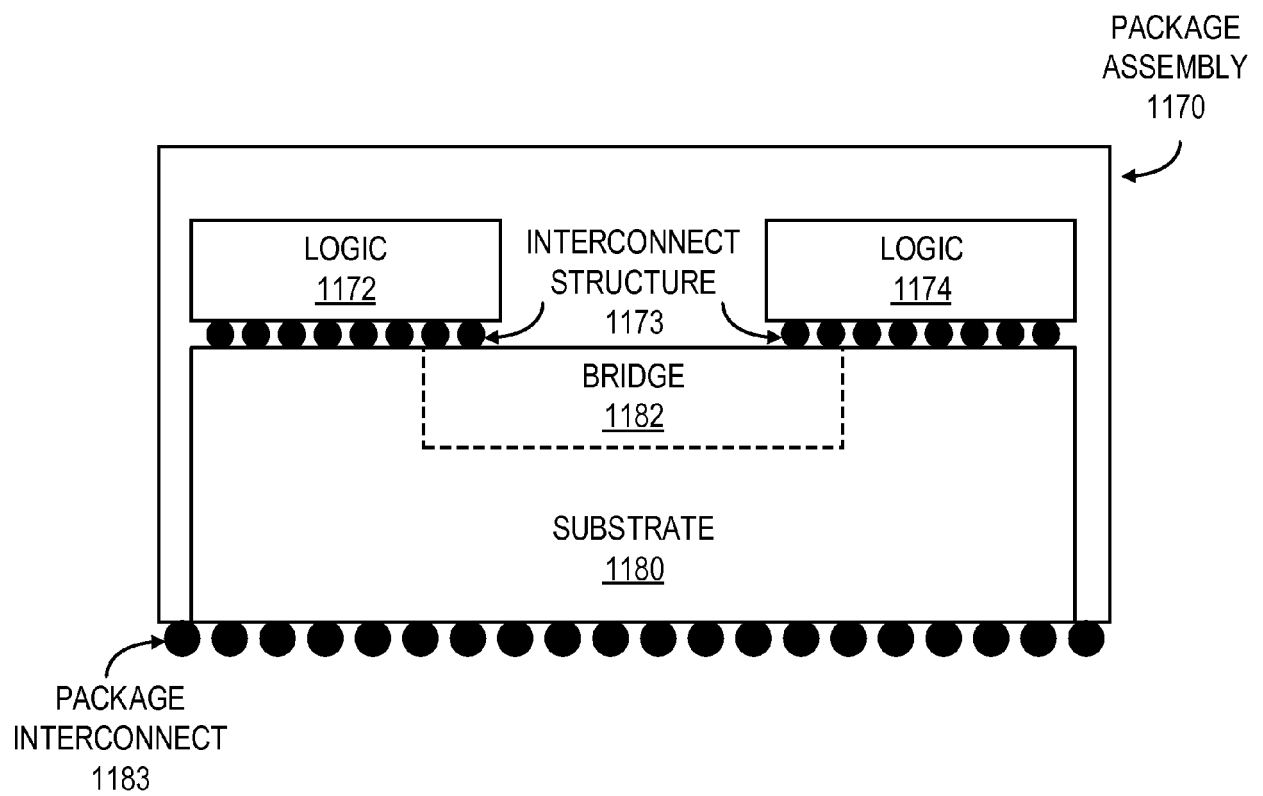 PACKAGE
ASSEMBLY
1170
LOGIC
1172
INTERCONNECT
STRUCTURE
1173
LOGIC
1174
BRIDGE
1182
SUBSTRATE
1180
PACKAGE
INTERCONNECT
1183